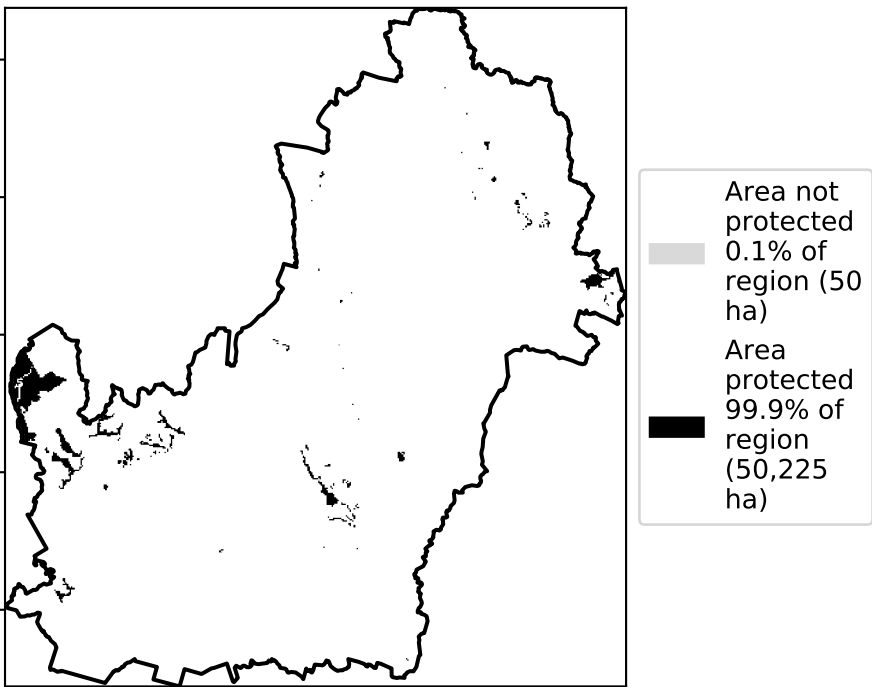 Area not
protected
0.1% of
region (50
ha)
Area
protected
99.9% of
region
(50,225
ha)